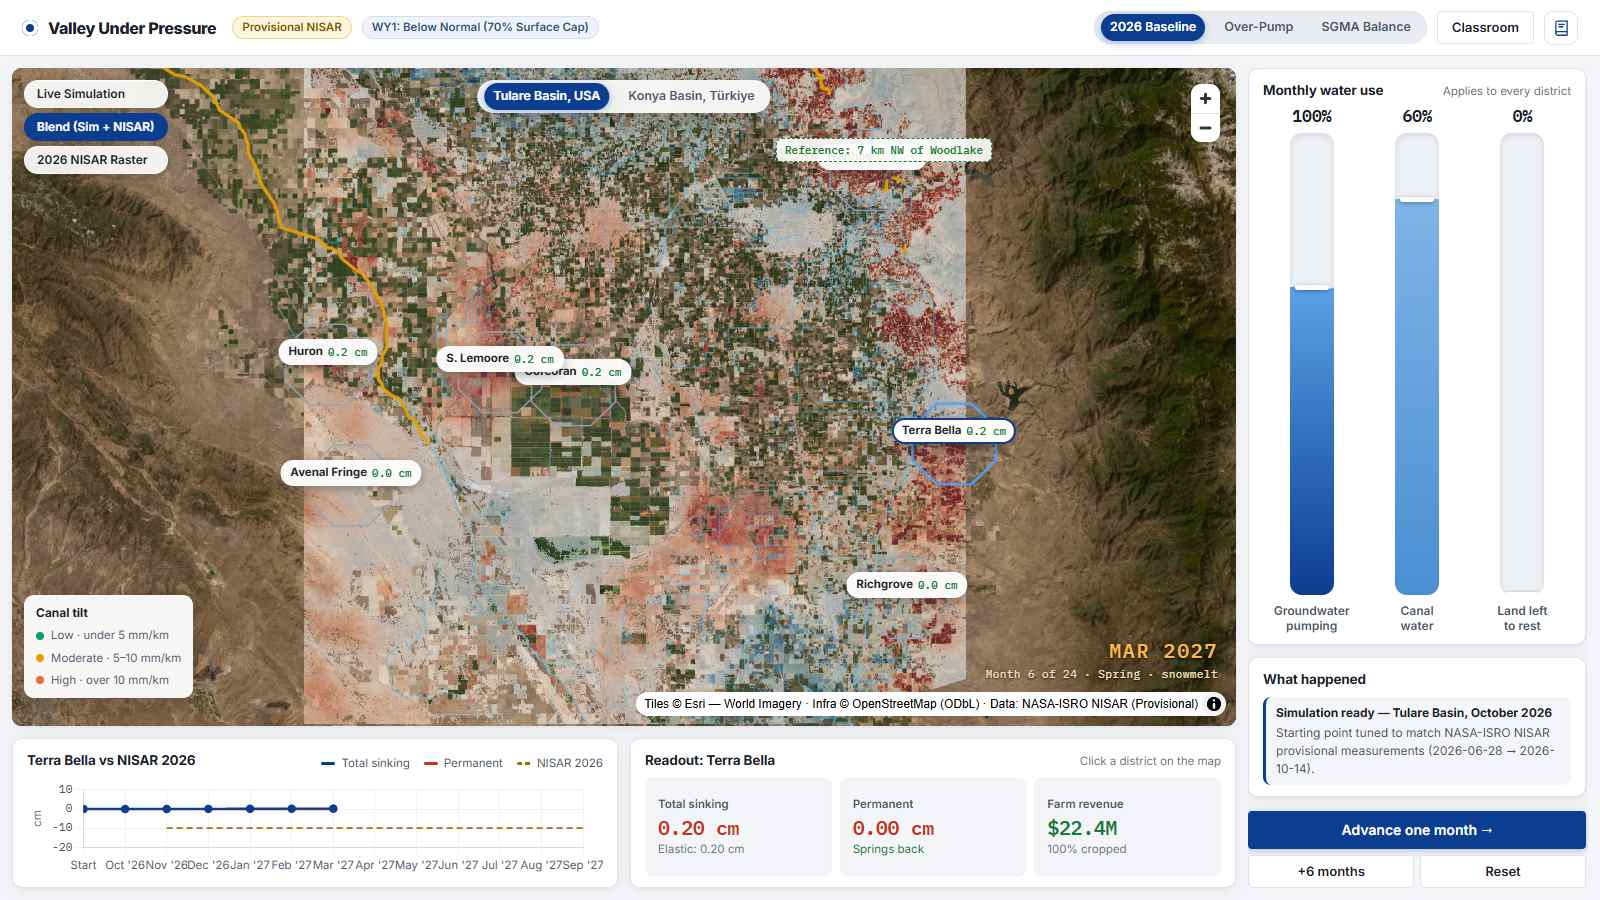 Valley Under Pressure
Provisional NISAR
WY1: Below Normal (70% Surface Cap)
2026 Baseline
Over-Pump
SGMA Balance
Classroom
Live Simulation
Blend (Sim + NISAR)
2026 NISAR Raster
Tulare Basin, USA
Konya Basin, Türkiye
+
−
Reference: 7 km NW of Woodlake
Huron 0.2 cm
S. Lemoore 0.2 cm
Corcoran 0.2 cm
Terra Bella 0.2 cm
Avenal Fringe 0.0 cm
Richgrove 0.0 cm
Canal tilt
Low · under 5 mm/km
Moderate · 5–10 mm/km
High · over 10 mm/km
MAR 2027
Month 6 of 24 · Spring · snowmelt
Tiles © Esri — World Imagery · Infra © OpenStreetMap (ODbL) · Data: NASA-ISRO NISAR (Provisional)
Monthly water use
Applies to every district
100%
60%
0%
Groundwater
pumping
Canal
water
Land left
to rest
What happened
Simulation ready — Tulare Basin, October 2026
Starting point tuned to match NASA-ISRO NISAR
provisional measurements (2026-06-28 → 2026-
10-14).
Advance one month →
+6 months
Reset
Terra Bella vs NISAR 2026
Total sinking
Permanent
NISAR 2026
cm
10
0
-10
-20
Start Oct '26 Nov '26 Dec '26 Jan '27 Feb '27 Mar '27 Apr '27 May '27 Jun '27 Jul '27 Aug '27 Sep '27
Readout: Terra Bella
Click a district on the map
Total sinking
0.20 cm
Elastic: 0.20 cm
Permanent
0.00 cm
Springs back
Farm revenue
$22.4M
100% cropped